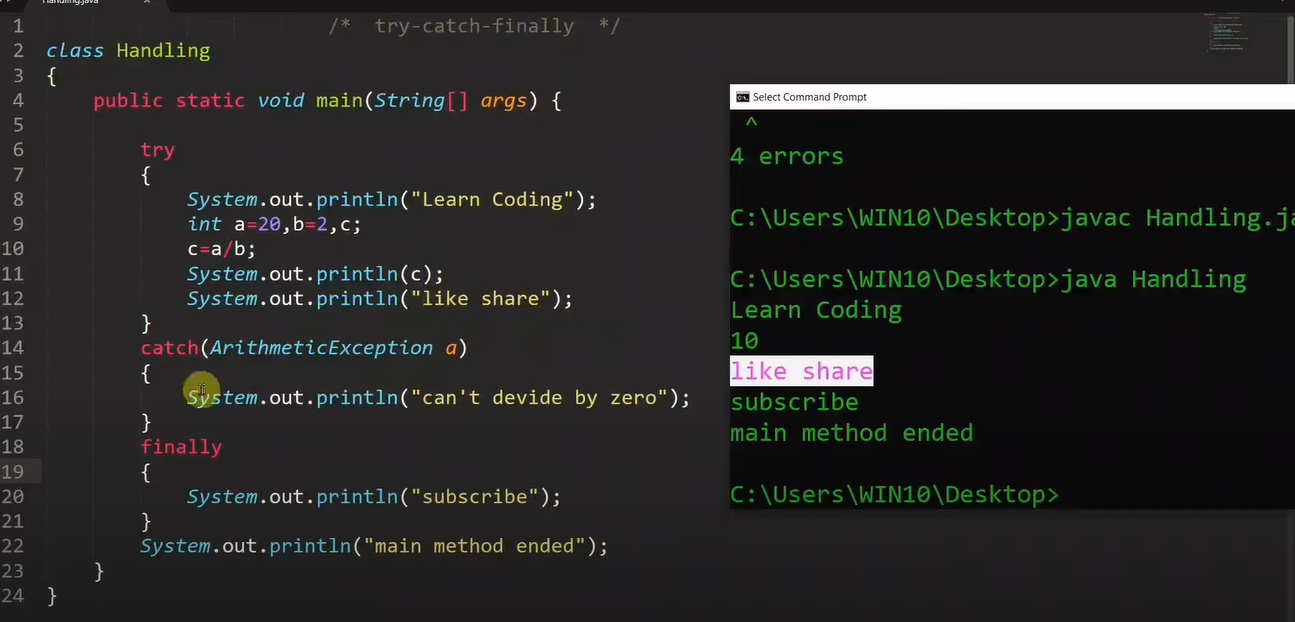 Handling.java
1 /* try-catch-finally */
2 class Handling
3 {
4 public static void main(String[] args) {
5
6 try
7 {
8 System.out.println("Learn Coding");
9 int a=20,b=2,c;
10 c=a/b;
11 System.out.println(c);
12 System.out.println("like share");
13 }
14 catch(ArithmeticException a)
15 {
16 System.out.println("can't devide by zero");
17 }
18 finally
19 {
20 System.out.println("subscribe");
21 }
22 System.out.println("main method ended");
23 }
24 }
Select Command Prompt
^
4 errors
C:\Users\WIN10\Desktop>javac Handling.ja
C:\Users\WIN10\Desktop>java Handling
Learn Coding
10
like share
subscribe
main method ended
C:\Users\WIN10\Desktop>